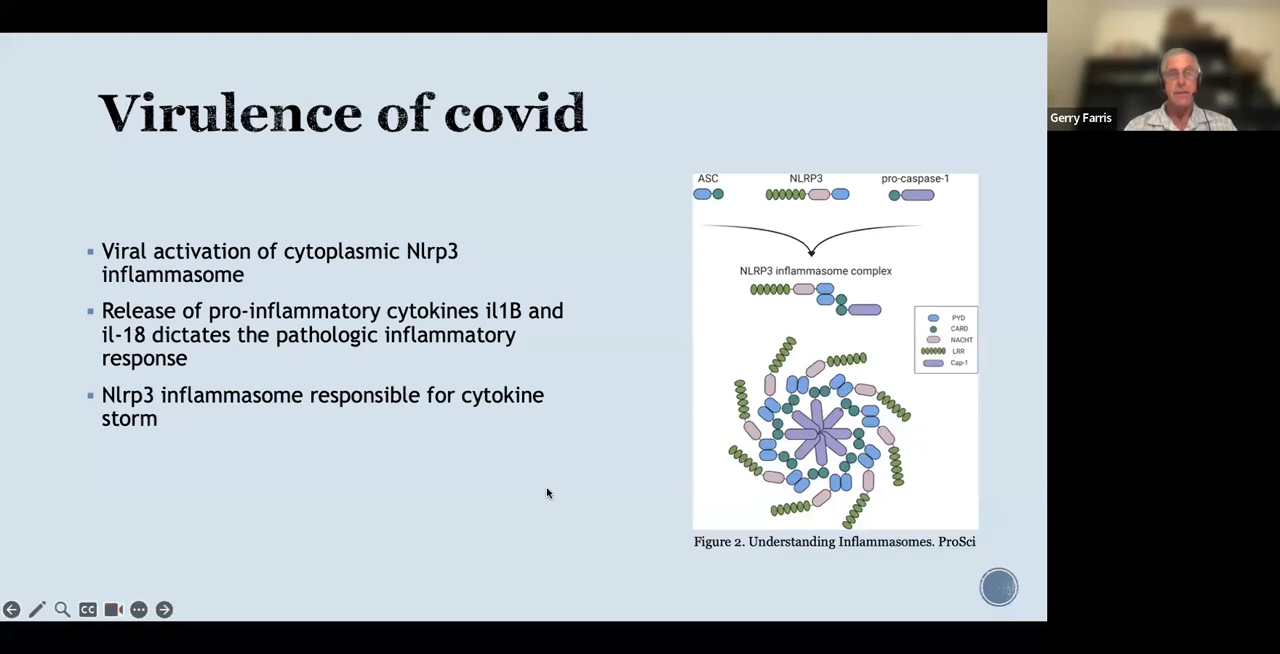 Virulence of covid
Viral activation of cytoplasmic Nlrp3
inflammasome
Release of pro-inflammatory cytokines il1B and
il-18 dictates the pathologic inflammatory
response
Nlrp3 inflammasome responsible for cytokine
storm
ASC NLRP3 pro-caspase-1
NLRP3 inflammasome complex
PYD
CARD
NACHT
LRR
Cap-1
Figure 2. Understanding Inflammasomes. ProSci
CC
Gerry Farris